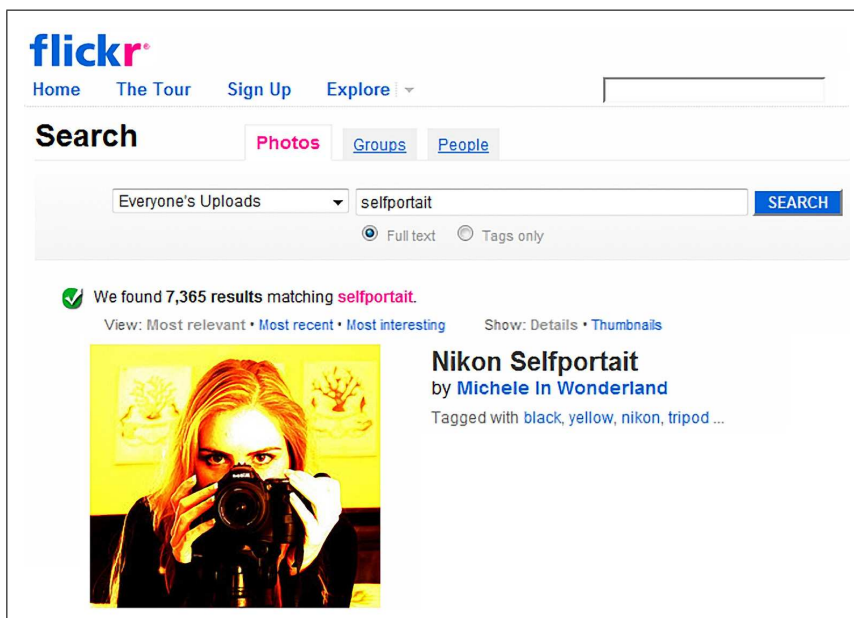 flickr
Home The Tour Sign Up Explore
Search Photos Groups People
Everyone's Uploads selfportait SEARCH
Full text Tags only
We found 7,365 results matching selfportait.
View: Most relevant • Most recent • Most interesting Show: Details • Thumbnails
Nikon Selfportait
by Michele In Wonderland
Tagged with black, yellow, nikon, tripod ...